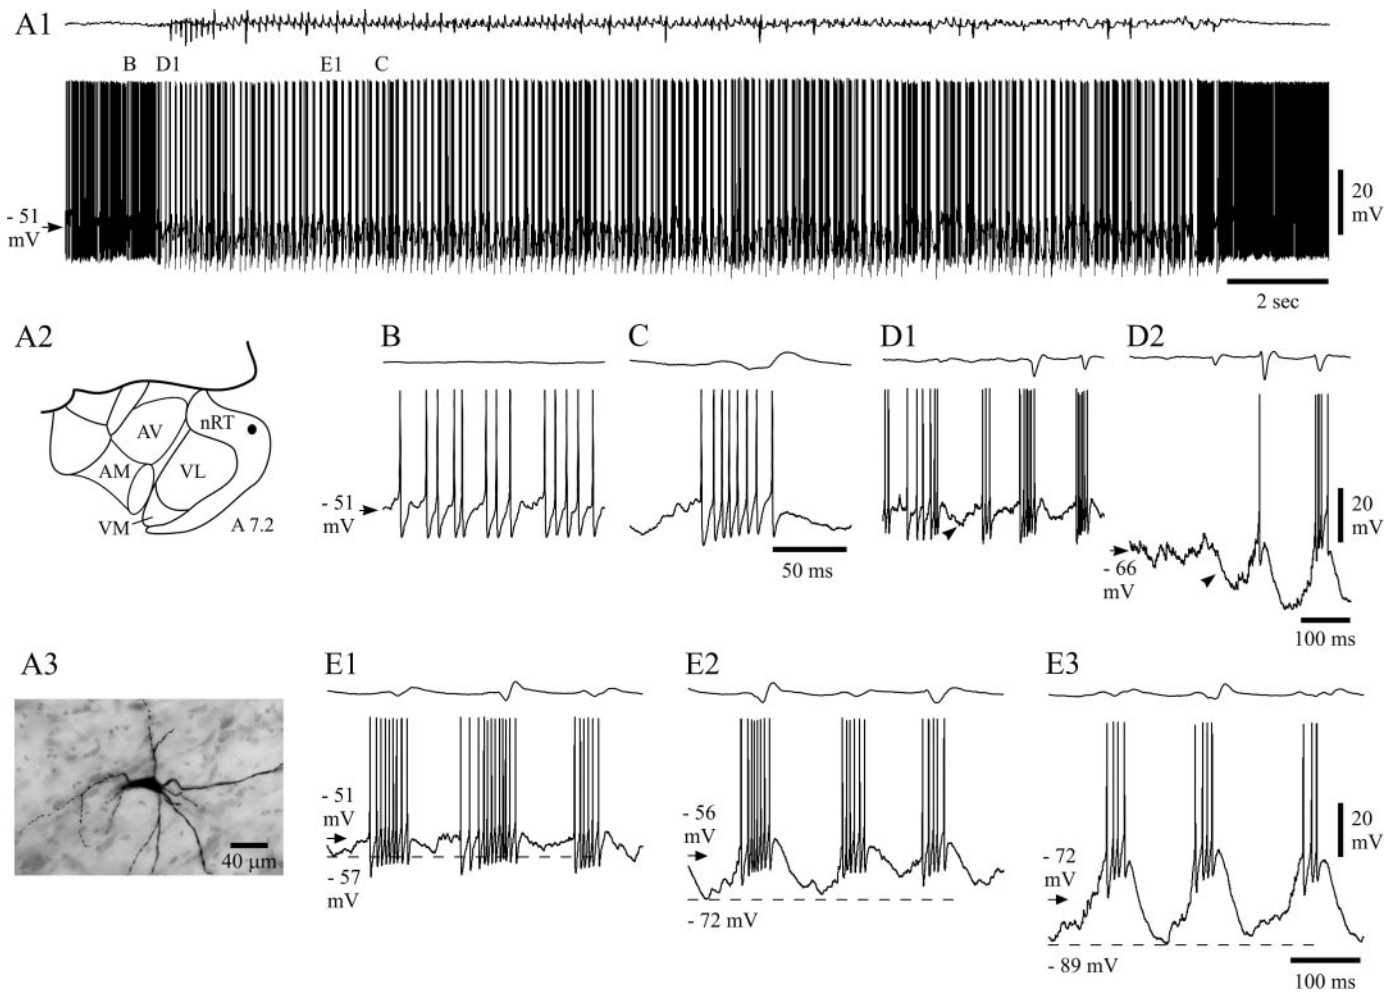 A1
B D1 E1 C
- 51
mV
20
mV
2 sec
A2
AV
nRT
AM
VL
VM
A 7.2
B
- 51
mV
C
50 ms
D1
D2
- 66
mV
20
mV
100 ms
A3
40 µm
E1
- 51
mV
- 57
mV
E2
- 56
mV
- 72 mV
E3
- 72
mV
- 89 mV
20
mV
100 ms